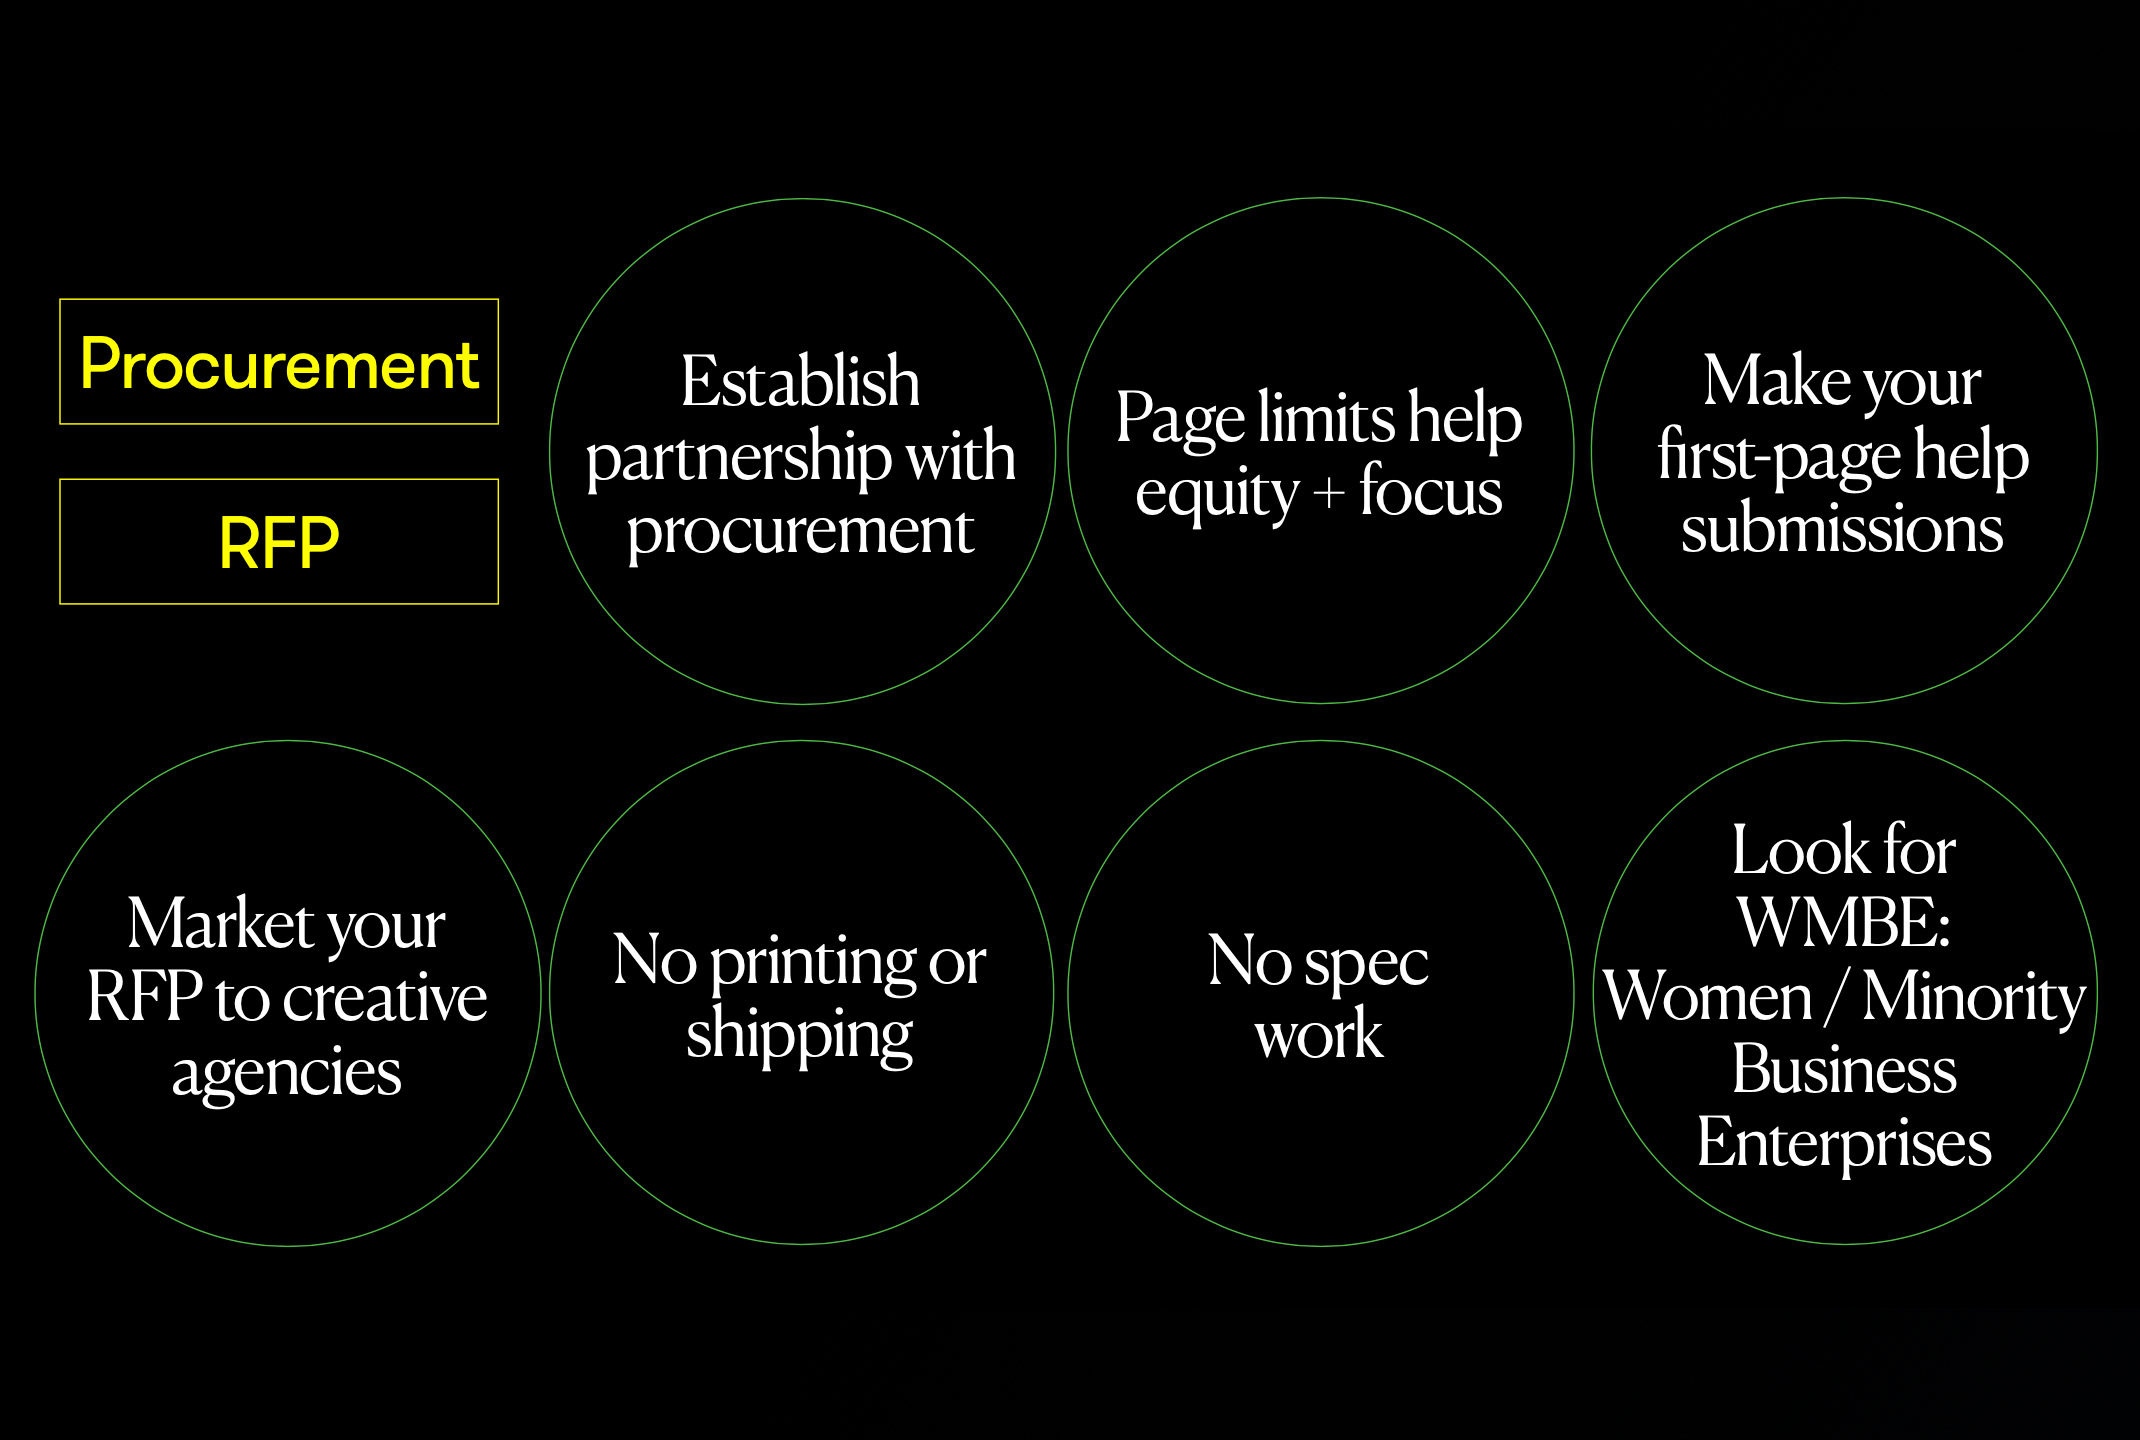 Procurement
RFP
Establish
partnership with
procurement
Page limits help
equity + focus
Make your
first-page help
submissions
Market your
RFP to creative
agencies
No printing or
shipping
No spec
work
Look for
WMBE:
Women / Minority
Business
Enterprises